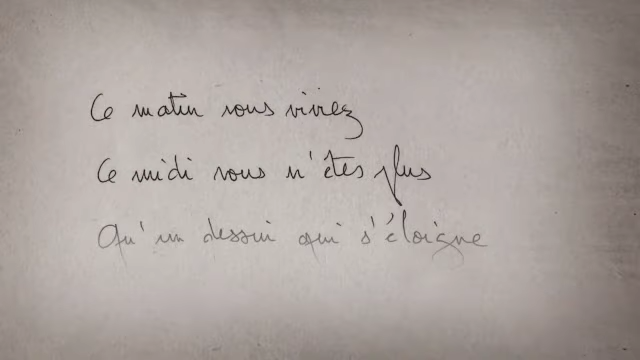 Ce matin vous viviez
Ce midi vous n'êtes plus
Qu'un dessin qui s'éloigne